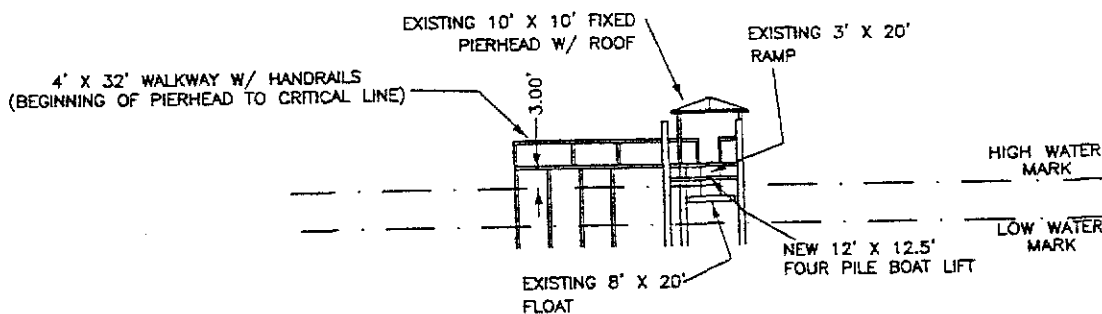 EXISTING 10' X 10' FIXED
PIERHEAD W/ ROOF
EXISTING 3' X 20'
RAMP
4' X 32' WALKWAY W/ HANDRAILS
(BEGINNING OF PIERHEAD TO CRITICAL LINE)
3.00'
HIGH WATER
MARK
LOW WATER
MARK
NEW 12' X 12.5'
FOUR PILE BOAT LIFT
EXISTING 8' X 20'
FLOAT